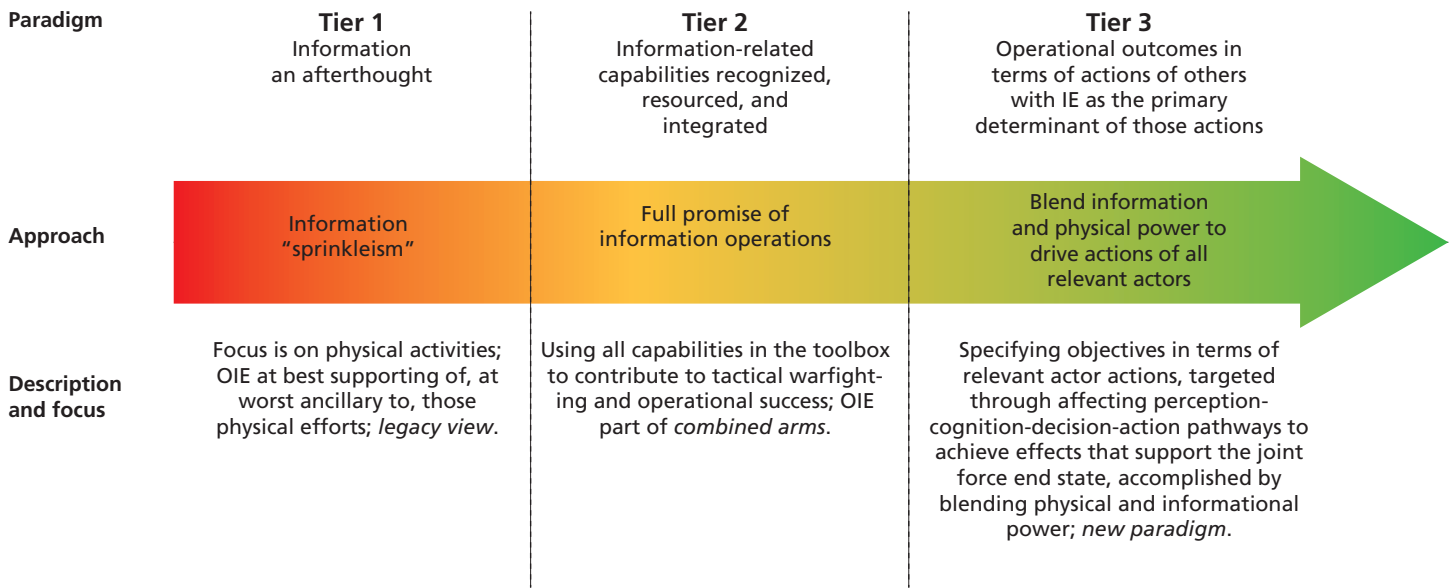 Paradigm
Tier 1
Information
an afterthought
Tier 2
Information-related
capabilities recognized,
resourced, and
integrated
Tier 3
Operational outcomes in
terms of actions of others
with IE as the primary
determinant of those actions
Approach
Information
“sprinkleism”
Full promise of
information operations
Blend information
and physical power to
drive actions of all
relevant actors
Description
and focus
Focus is on physical activities;
OIE at best supporting of, at
worst ancillary to, those
physical efforts; legacy view.
Using all capabilities in the toolbox
to contribute to tactical warfight-
ing and operational success; OIE
part of combined arms.
Specifying objectives in terms of
relevant actor actions, targeted
through affecting perception-
cognition-decision-action pathways to
achieve effects that support the joint
force end state, accomplished by
blending physical and informational
power; new paradigm.